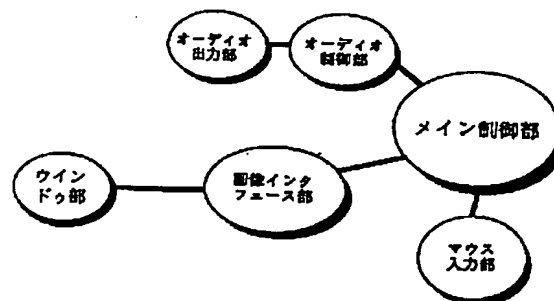 オーディオ
出力部
オーディオ
制御部
メイン制御部
ウイン
ドゥ部
画像インタ
フェース部
マウス
入力部